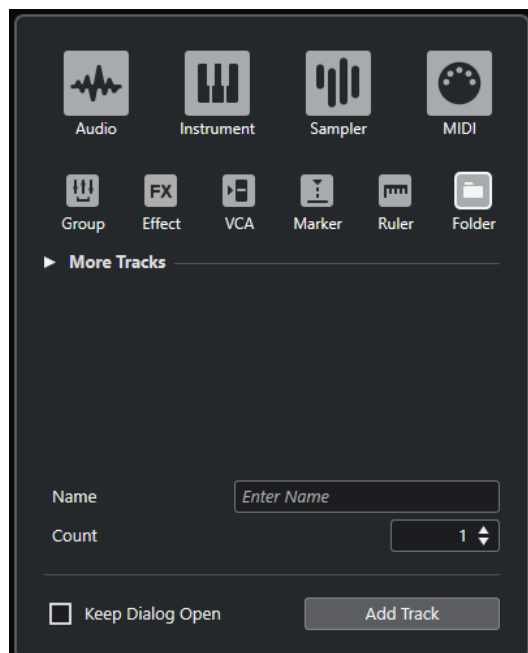 Audio Instrument Sampler MIDI
FX
Group Effect VCA Marker Ruler Folder
More Tracks
Name Enter Name
Count 1
Keep Dialog Open Add Track